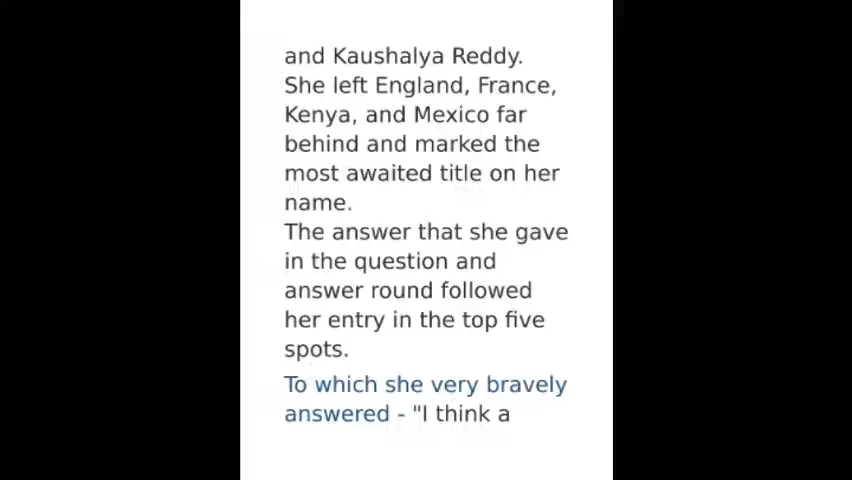 and Kaushalya Reddy.
She left England, France,
Kenya, and Mexico far
behind and marked the
most awaited title on her
name.
The answer that she gave
in the question and
answer round followed
her entry in the top five
spots.
To which she very bravely
answered - "I think a